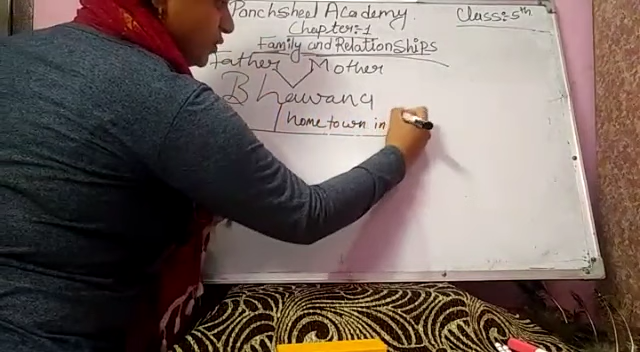 Panchsheel Academy
Class:-5th
Chapter:-1
Family and Relationships
Father Mother
Bhawana
home town in